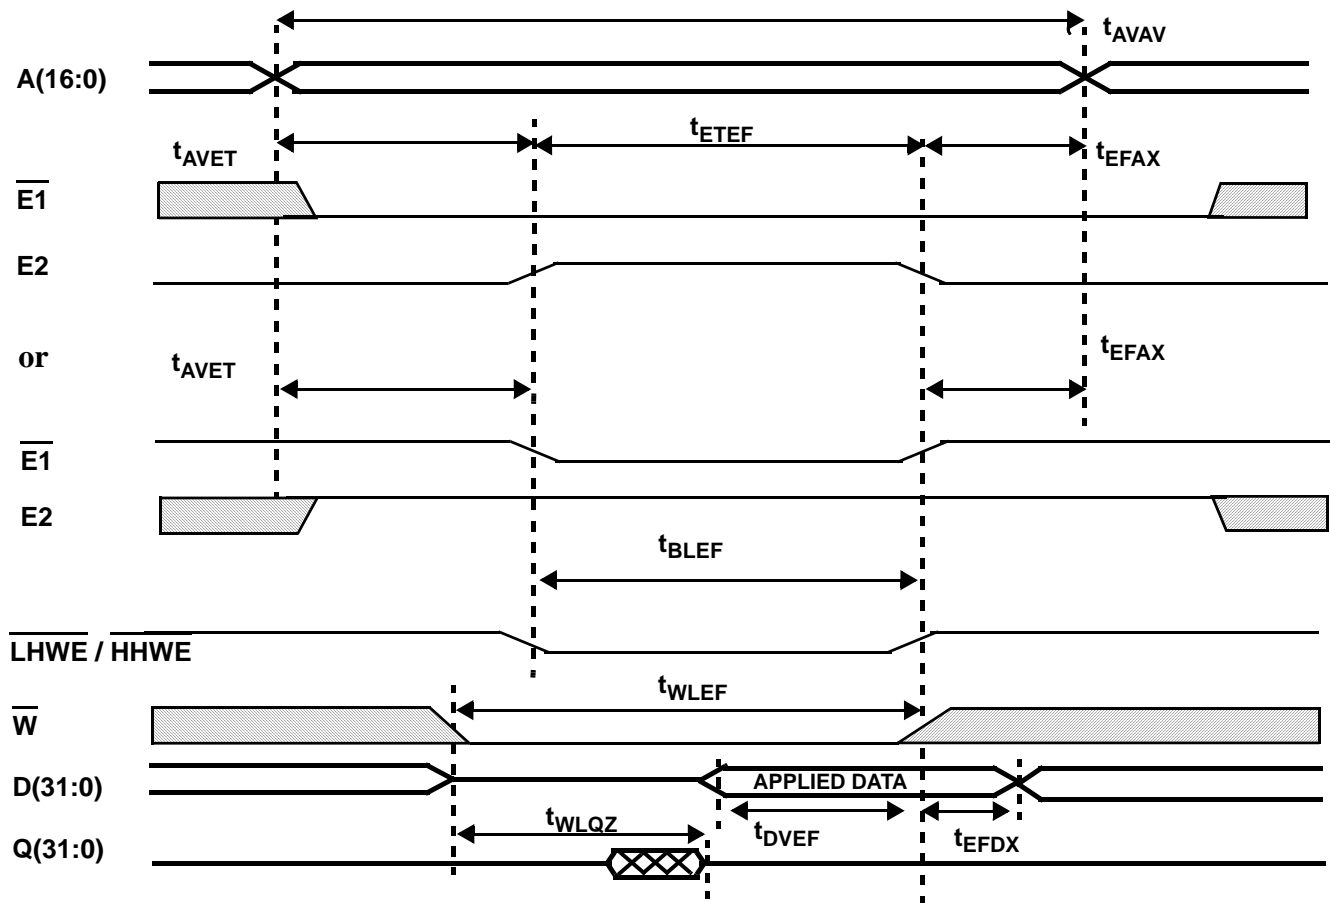 tAVAV
A(16:0)
tAVET
tETEF
tEFAX
E1
E2
or
tAVET
tEFAX
E1
E2
tBLEF
LHWE / HHWE
tWLEF
W
D(31:0)
APPLIED DATA
tWLQZ
tDVEF
tEFDX
Q(31:0)